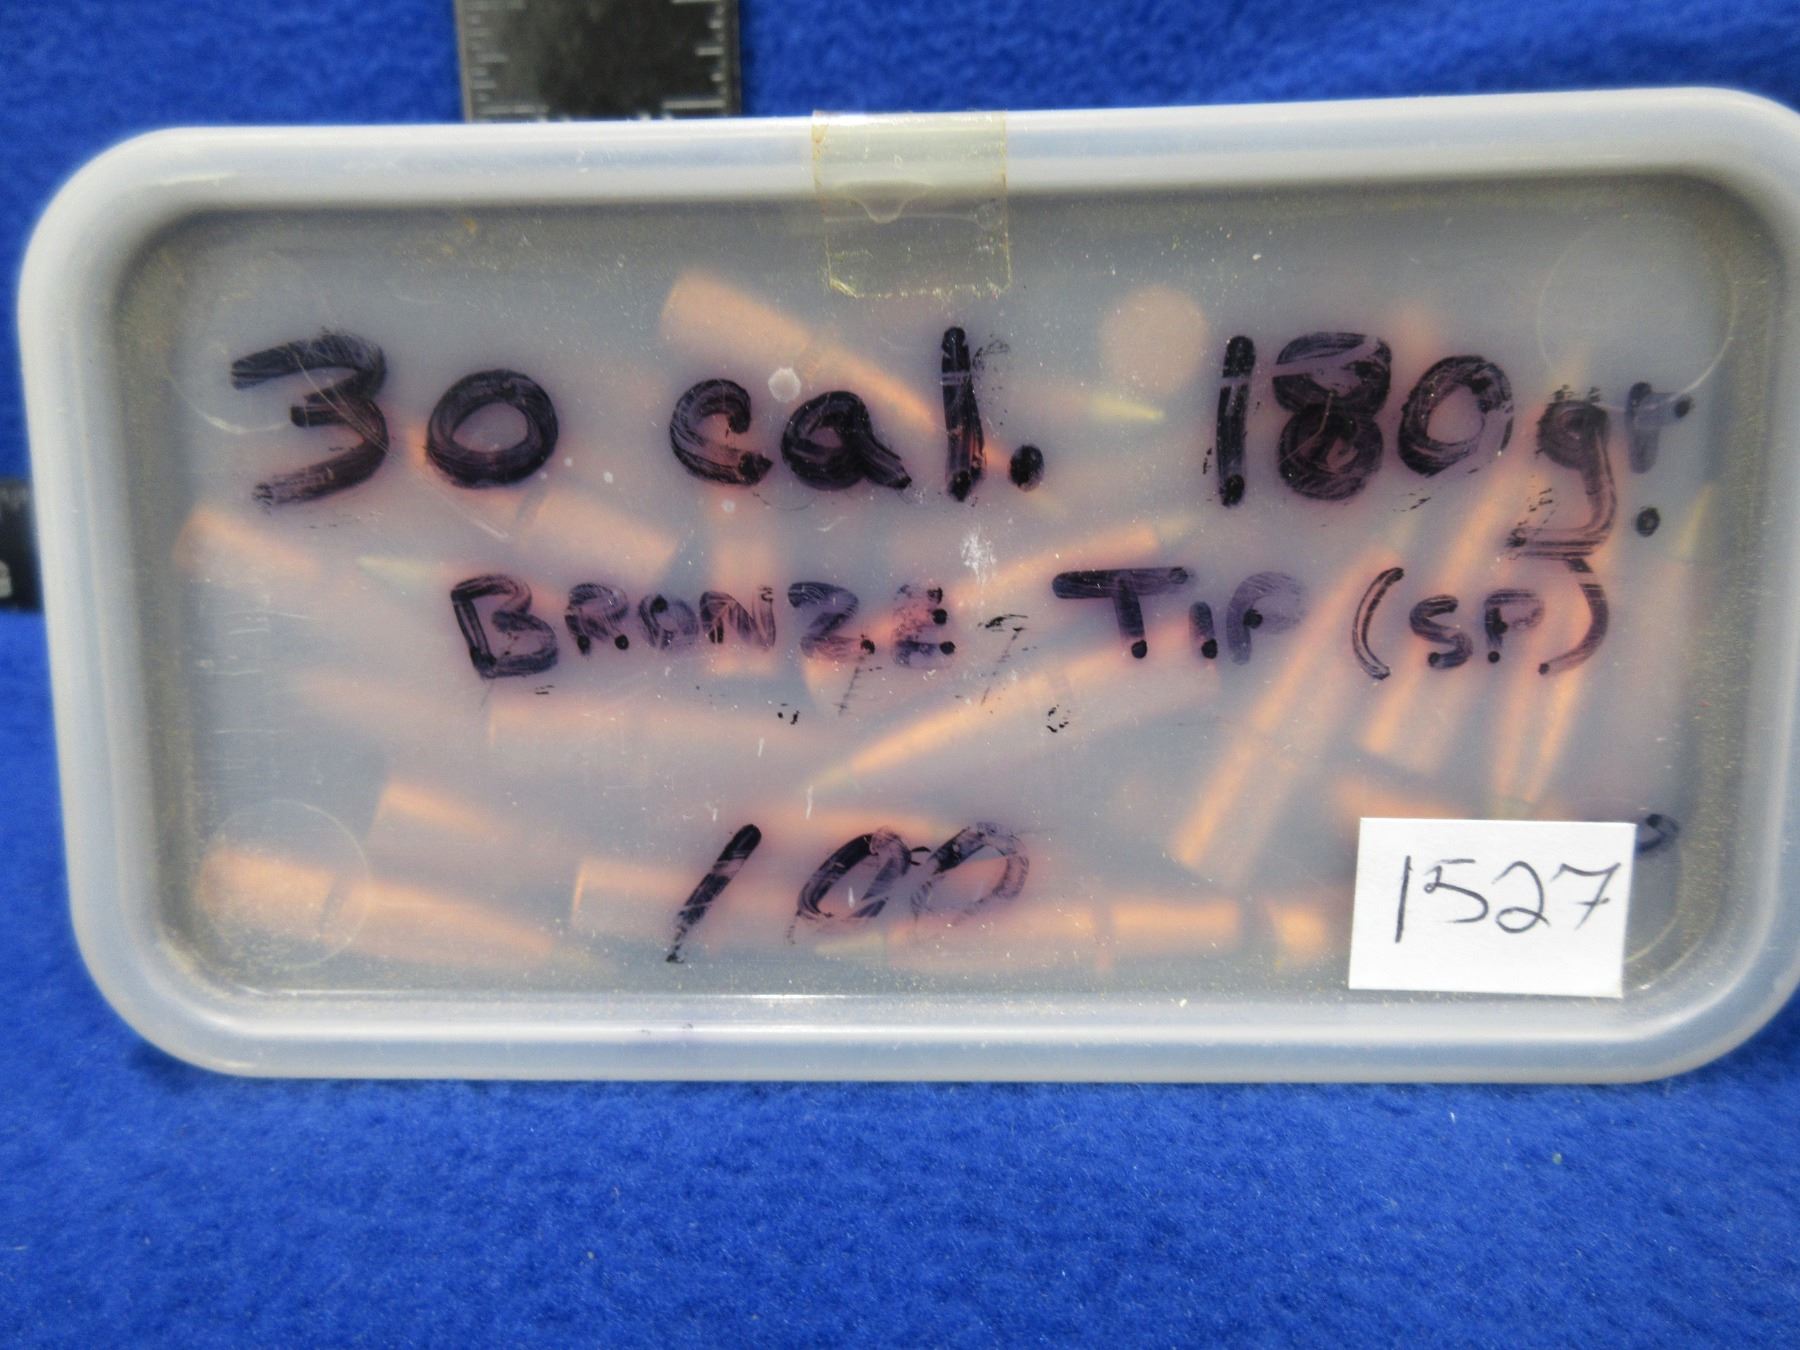 30 cal. 180gr.
BRONZE TIP (SP)
100
1527